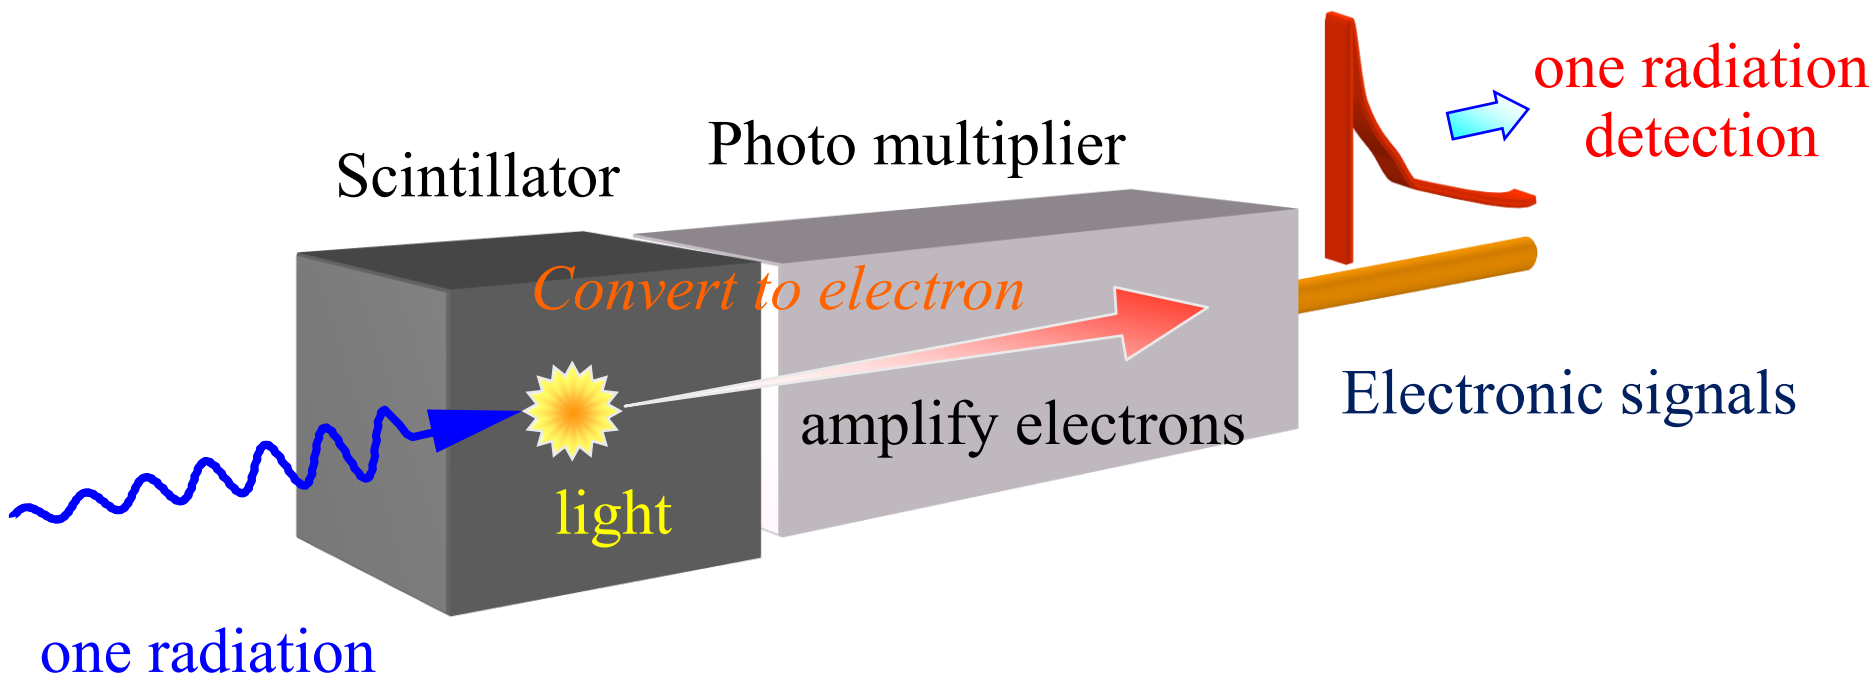 one radiation
detection
Photo multiplier
Scintillator
Convert to electron
Electronic signals
amplify electrons
light
one radiation